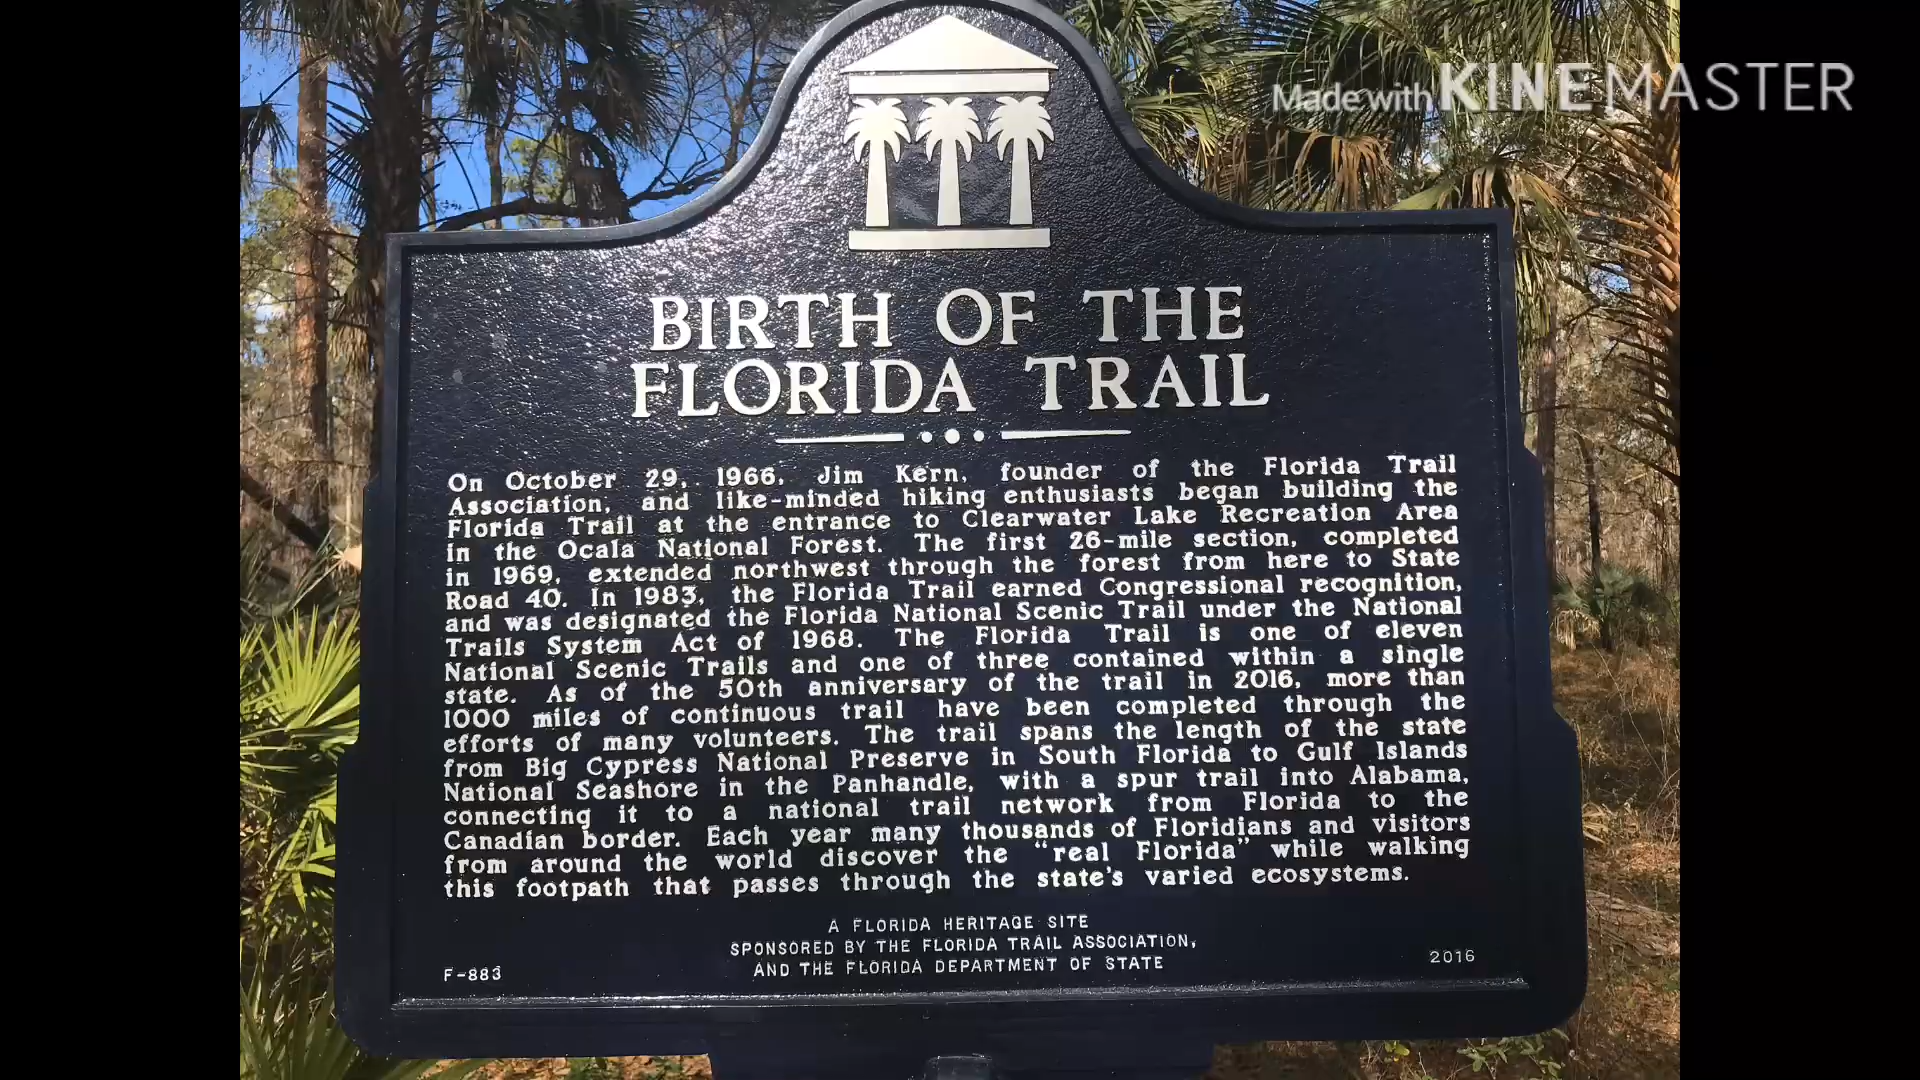 Made with KINEMASTER
BIRTH OF THE
FLORIDA TRAIL
On October 29, 1966, Jim Kern, founder of the Florida Trail
Association, and like-minded hiking enthusiasts began building the
Florida Trail at the entrance to Clearwater Lake Recreation Area
in the Ocala National Forest. The first 26-mile section, completed
in 1969, extended northwest through the forest from here to State
Road 40. In 1983, the Florida Trail earned Congressional recognition,
and was designated the Florida National Scenic Trail under the National
Trails System Act of 1968. The Florida Trail is one of eleven
National Scenic Trails and one of three contained within a single
state. As of the 50th anniversary of the trail in 2016, more than
1000 miles of continuous trail have been completed through the
efforts of many volunteers. The trail spans the length of the state
from Big Cypress National Preserve in South Florida to Gulf Islands
National Seashore in the Panhandle, with a spur trail into Alabama,
connecting it to a national trail network from Florida to the
Canadian border. Each year many thousands of Floridians and visitors
from around the world discover the "real Florida" while walking
this footpath that passes through the state's varied ecosystems.
A FLORIDA HERITAGE SITE
SPONSORED BY THE FLORIDA TRAIL ASSOCIATION,
AND THE FLORIDA DEPARTMENT OF STATE
F-883
2016